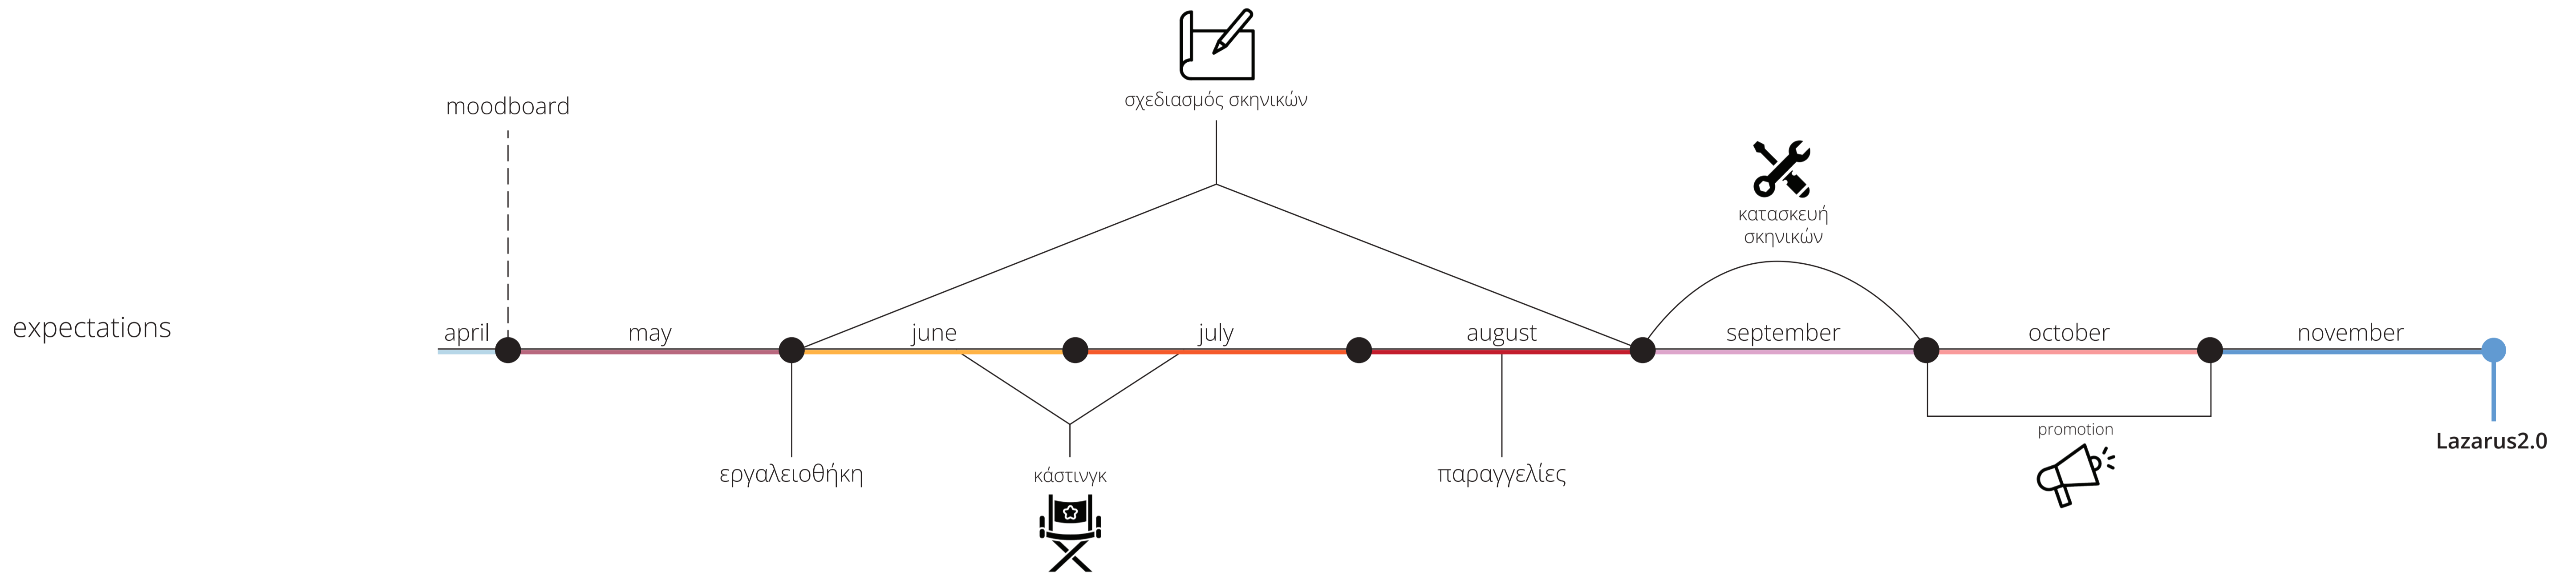 σχεδιασμός σκηνικών
moodboard
κατασκευή
σκηνικών
expectations
april
may
june
july
august
september
october
november
εργαλειοθήκη
κάστινγκ
παραγγελίες
promotion
Lazarus2.0